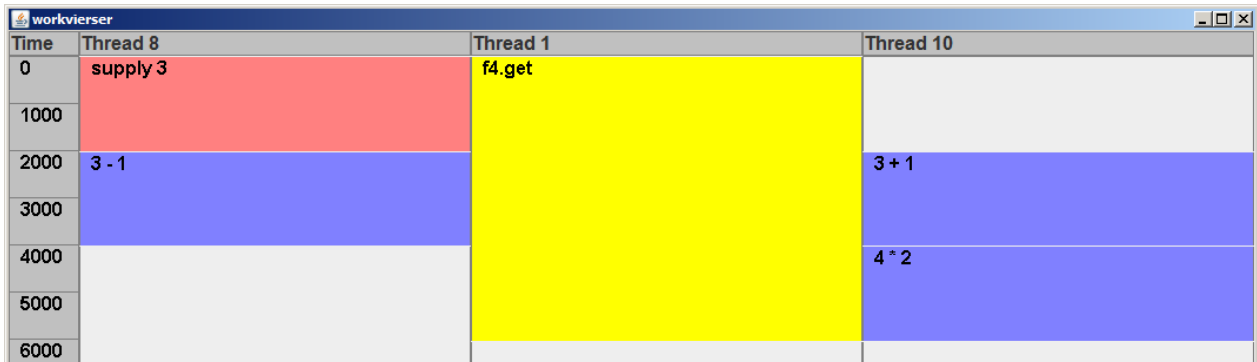 workvierser
Time Thread 8 Thread 1 Thread 10
0 supply 3 f4.get
1000
2000 3 - 1 3 + 1
3000
4000 4 * 2
5000
6000